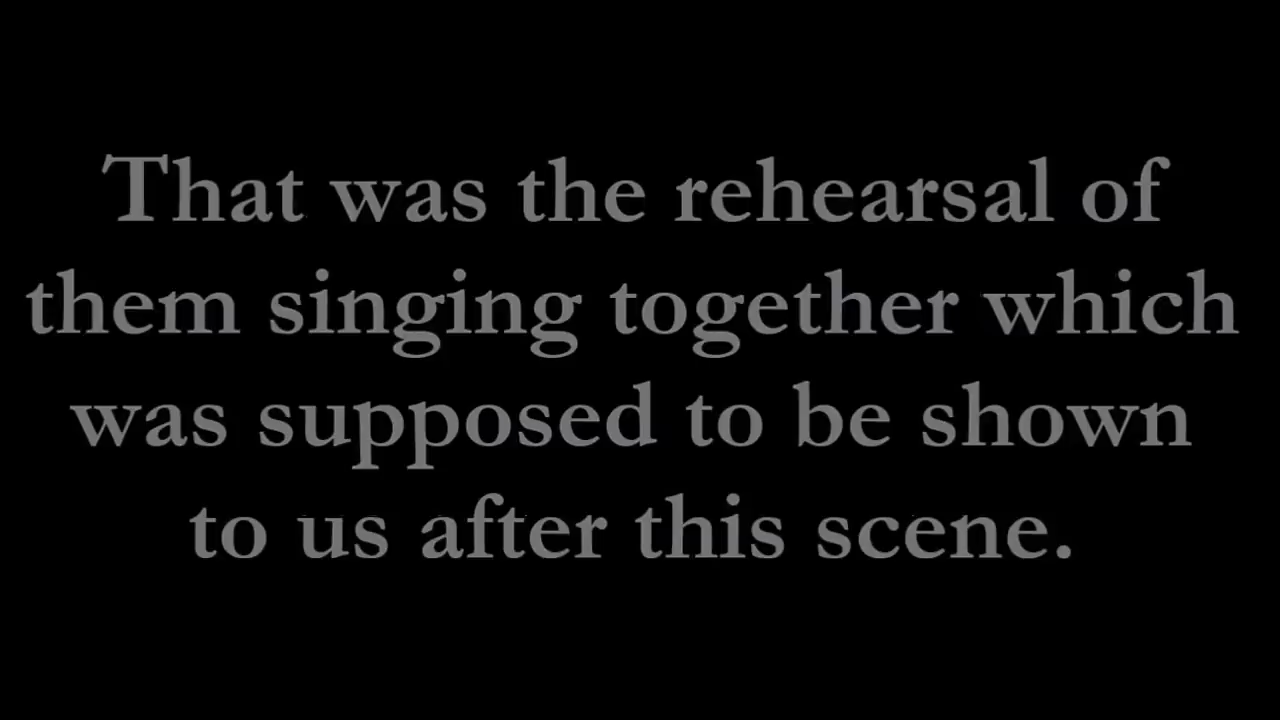 That was the rehearsal of
them singing together which
was supposed to be shown
to us after this scene.